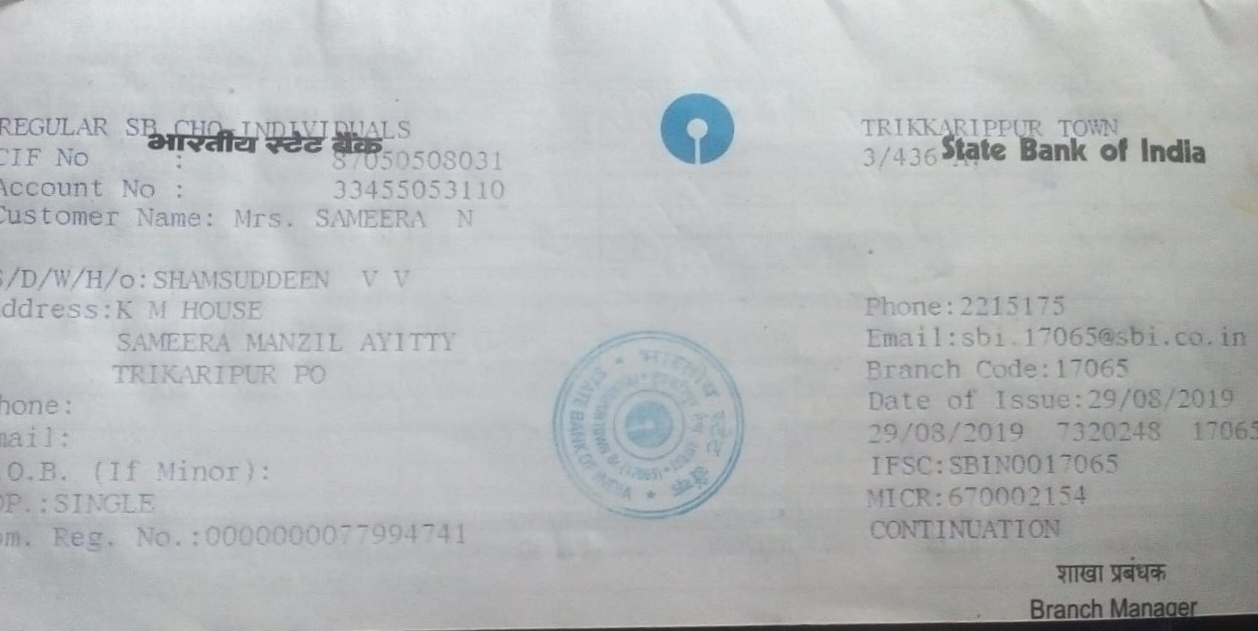 REGULAR SB CHQ INDIVIDUALS
भारतीय स्टेट बैंक
CIF No : 87050508031
Account No : 33455053110
Customer Name: Mrs. SAMEERA N
S/D/W/H/o: SHAMSUDDEEN V V
ddress: K M HOUSE
SAMEERA MANZIL AYITTY
TRIKARIPUR PO
hone:
mail:
.O.B. (If Minor):
OP.: SINGLE
om. Reg. No.:0000000077994741
भारतीय स्टेट बैंक
STATE BANK OF INDIA
(17065)
TRIKKARIPPUR TOWN
3/436
State Bank of India
Phone:2215175
Email:sbi.17065@sbi.co.in
Branch Code:17065
Date of Issue:29/08/2019
29/08/2019 7320248 17065
IFSC:SBIN0017065
MICR:670002154
CONTINUATION
शाखा प्रबंधक
Branch Manager